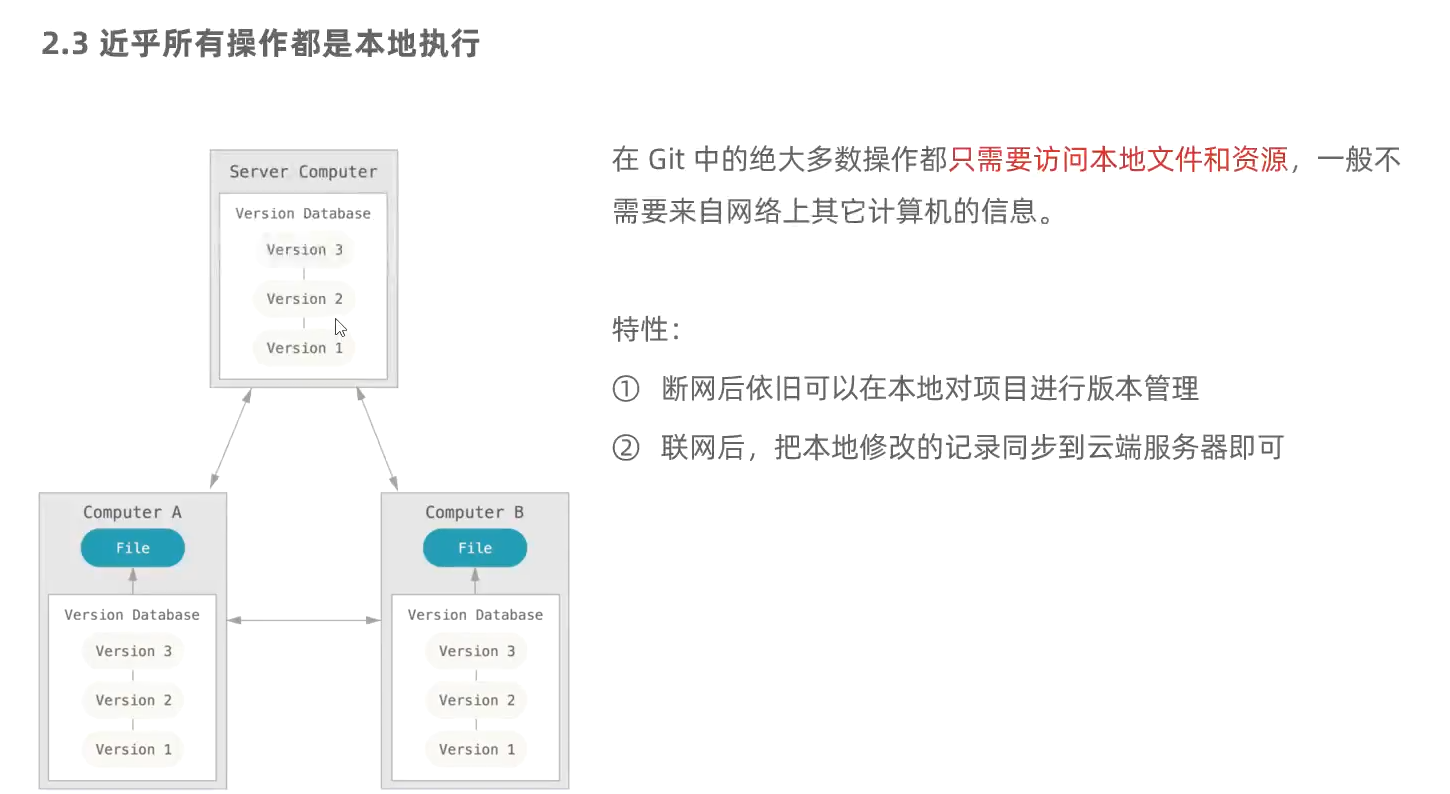 2.3 近乎所有操作都是本地执行
Server Computer
Version Database
Version 3
Version 2
Version 1
Computer A
File
Version Database
Version 3
Version 2
Version 1
Computer B
File
Version Database
Version 3
Version 2
Version 1
在 Git 中的绝大多数操作都只需要访问本地文件和资源，一般不
需要来自网络上其它计算机的信息。
特性：
① 断网后依旧可以在本地对项目进行版本管理
② 联网后，把本地修改的记录同步到云端服务器即可